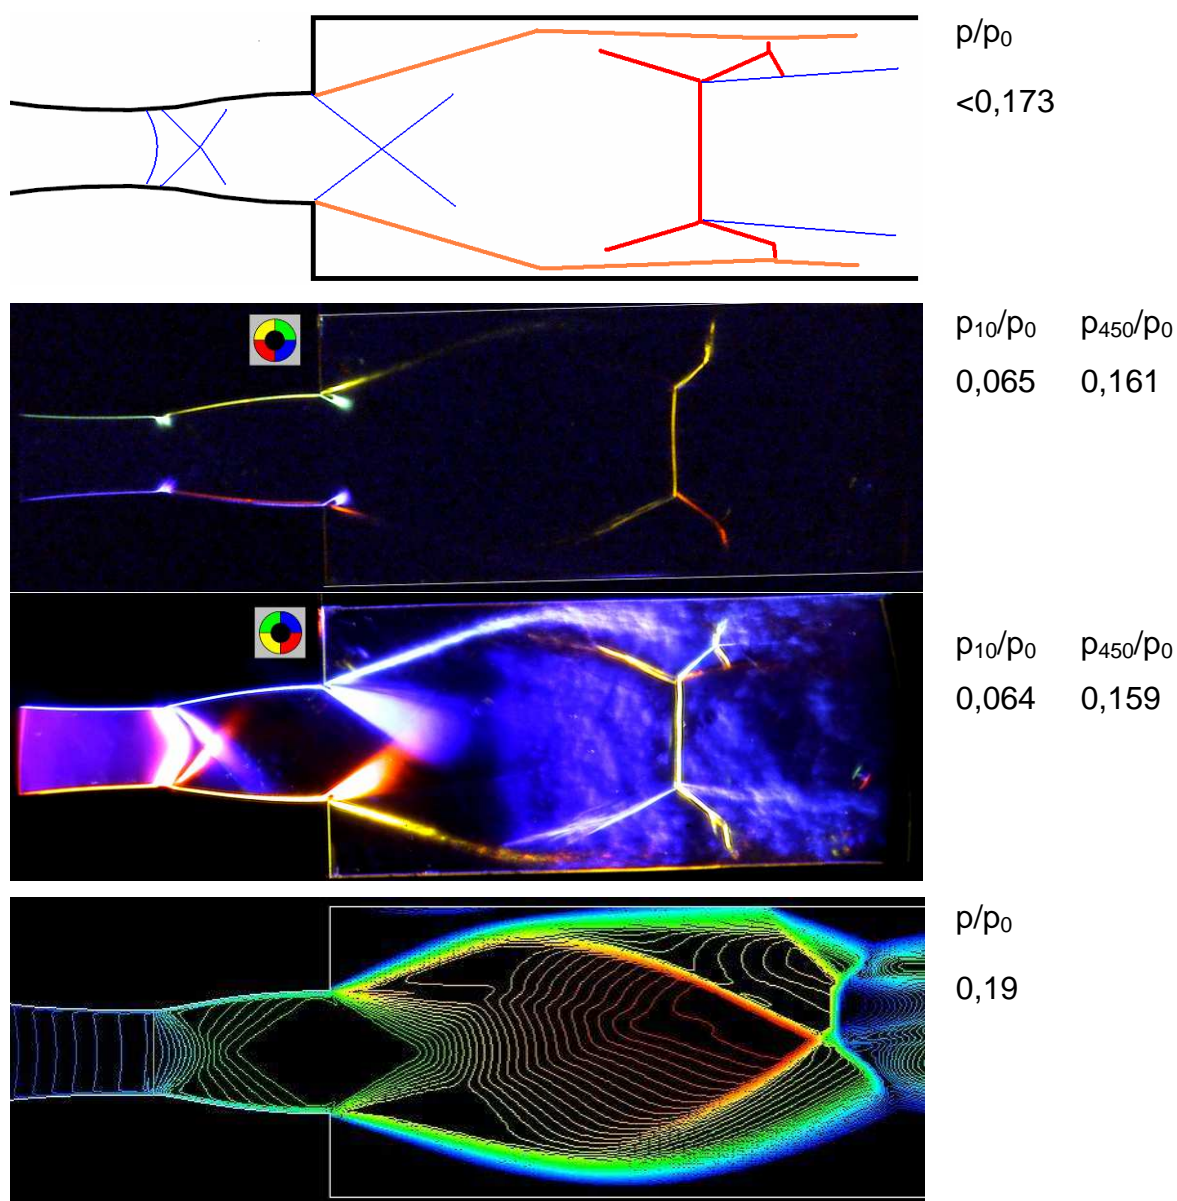 p/p₀
<0,173
p₁₀/p₀ p₄₅₀/p₀
0,065 0,161
p₁₀/p₀ p₄₅₀/p₀
0,064 0,159
p/p₀
0,19